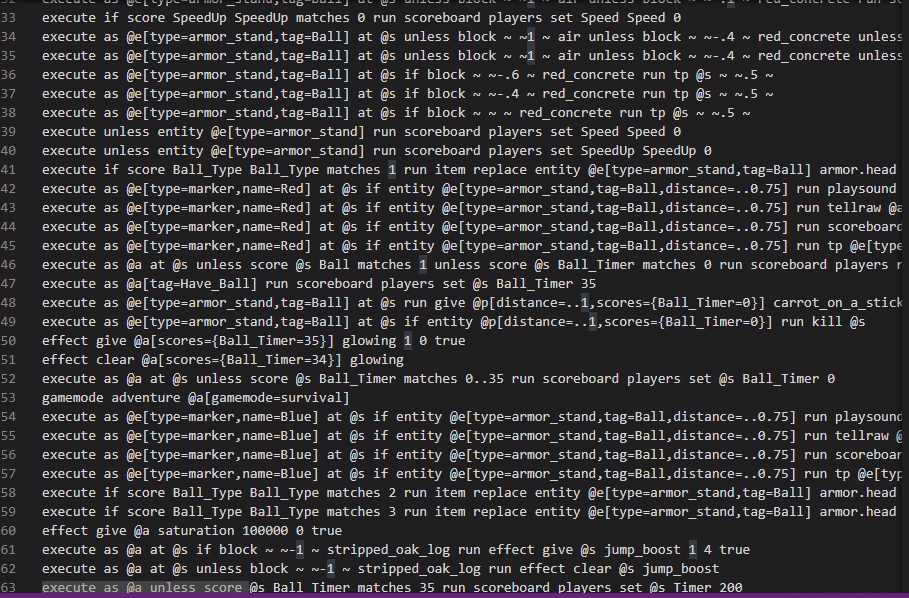 33 execute if score SpeedUp SpeedUp matches 0 run scoreboard players set Speed Speed 0
34 execute as @e[type=armor_stand,tag=Ball] at @s unless block ~ ~1 ~ air unless block ~ ~-.4 ~ red_concrete unless
35 execute as @e[type=armor_stand,tag=Ball] at @s unless block ~ ~1 ~ air unless block ~ ~-.4 ~ red_concrete unless
36 execute as @e[type=armor_stand,tag=Ball] at @s if block ~ ~-.6 ~ red_concrete run tp @s ~ ~.5 ~
37 execute as @e[type=armor_stand,tag=Ball] at @s if block ~ ~-.4 ~ red_concrete run tp @s ~ ~.5 ~
38 execute as @e[type=armor_stand,tag=Ball] at @s if block ~ ~ ~ red_concrete run tp @s ~ ~.5 ~
39 execute unless entity @e[type=armor_stand] run scoreboard players set Speed Speed 0
40 execute unless entity @e[type=armor_stand] run scoreboard players set SpeedUp SpeedUp 0
41 execute if score Ball_Type Ball_Type matches 1 run item replace entity @e[type=armor_stand,tag=Ball] armor.head
42 execute as @e[type=marker,name=Red] at @s if entity @e[type=armor_stand,tag=Ball,distance=..0.75] run playsound
43 execute as @e[type=marker,name=Red] at @s if entity @e[type=armor_stand,tag=Ball,distance=..0.75] run tellraw @a
44 execute as @e[type=marker,name=Red] at @s if entity @e[type=armor_stand,tag=Ball,distance=..0.75] run scoreboard
45 execute as @e[type=marker,name=Red] at @s if entity @e[type=armor_stand,tag=Ball,distance=..0.75] run tp @e[type
46 execute as @a at @s unless score @s Ball matches 1 unless score @s Ball_Timer matches 0 run scoreboard players r
47 execute as @a[tag=Have_Ball] run scoreboard players set @s Ball_Timer 35
48 execute as @e[type=armor_stand,tag=Ball] at @s run give @p[distance=..1,scores={Ball_Timer=0}] carrot_on_a_stick
49 execute as @e[type=armor_stand,tag=Ball] at @s if entity @p[distance=..1,scores={Ball_Timer=0}] run kill @s
50 effect give @a[scores={Ball_Timer=35}] glowing 1 0 true
51 effect clear @a[scores={Ball_Timer=34}] glowing
52 execute as @a at @s unless score @s Ball_Timer matches 0..35 run scoreboard players set @s Ball_Timer 0
53 gamemode adventure @a[gamemode=survival]
54 execute as @e[type=marker,name=Blue] at @s if entity @e[type=armor_stand,tag=Ball,distance=..0.75] run playsound
55 execute as @e[type=marker,name=Blue] at @s if entity @e[type=armor_stand,tag=Ball,distance=..0.75] run tellraw @
56 execute as @e[type=marker,name=Blue] at @s if entity @e[type=armor_stand,tag=Ball,distance=..0.75] run scoreboar
57 execute as @e[type=marker,name=Blue] at @s if entity @e[type=armor_stand,tag=Ball,distance=..0.75] run tp @e[typ
58 execute if score Ball_Type Ball_Type matches 2 run item replace entity @e[type=armor_stand,tag=Ball] armor.head
59 execute if score Ball_Type Ball_Type matches 3 run item replace entity @e[type=armor_stand,tag=Ball] armor.head
60 effect give @a saturation 100000 0 true
61 execute as @a at @s if block ~ ~-1 ~ stripped_oak_log run effect give @s jump_boost 1 4 true
62 execute as @a at @s unless block ~ ~-1 ~ stripped_oak_log run effect clear @s jump_boost
63 execute as @a unless score @s Ball_Timer matches 35 run scoreboard players set @s Timer 200